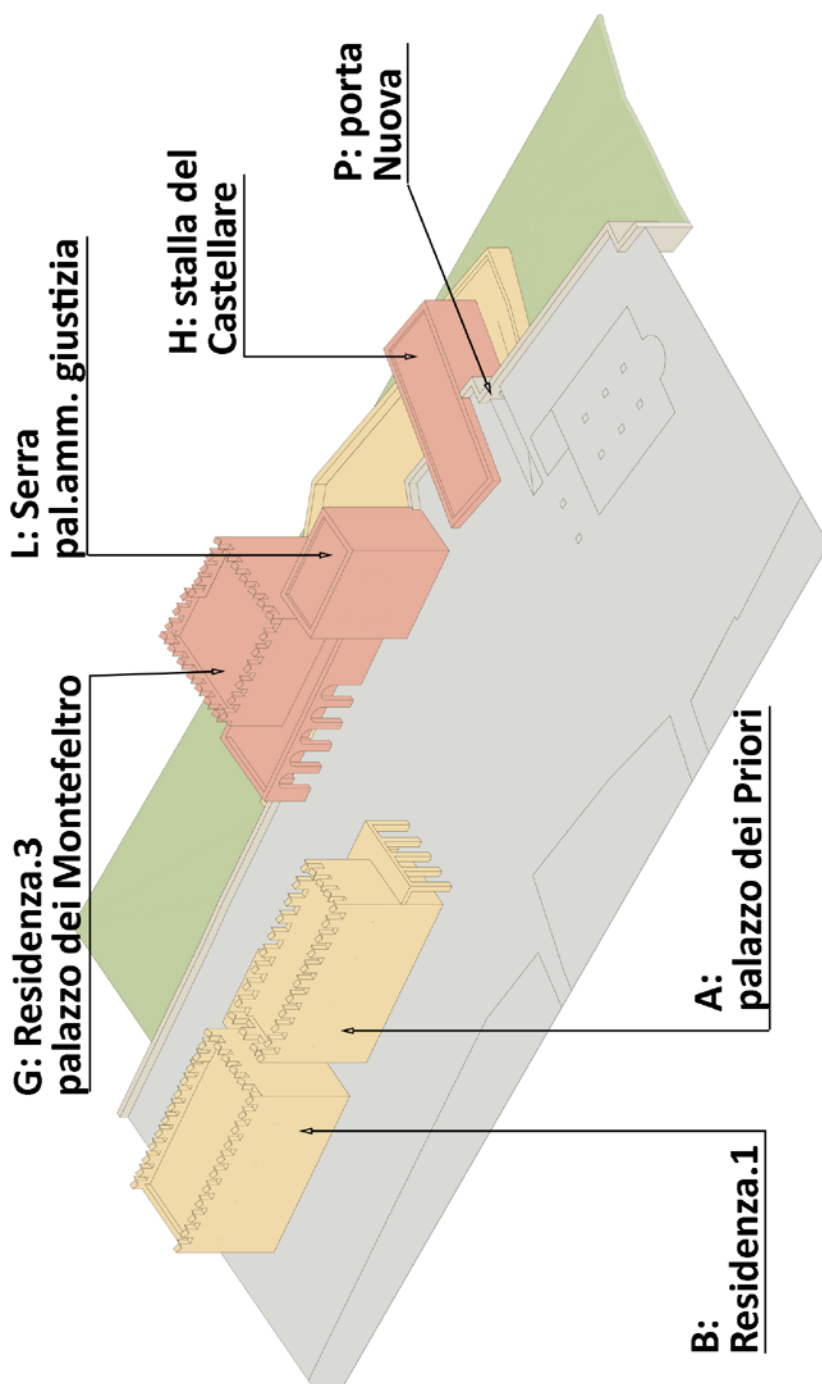 G: Residenza.3
palazzo dei Montefeltro
L: Serra
pal.amm. giustizia
H: stalla del
Castellare
P: porta
Nuova
B:
Residenza.1
A:
palazzo dei Priori